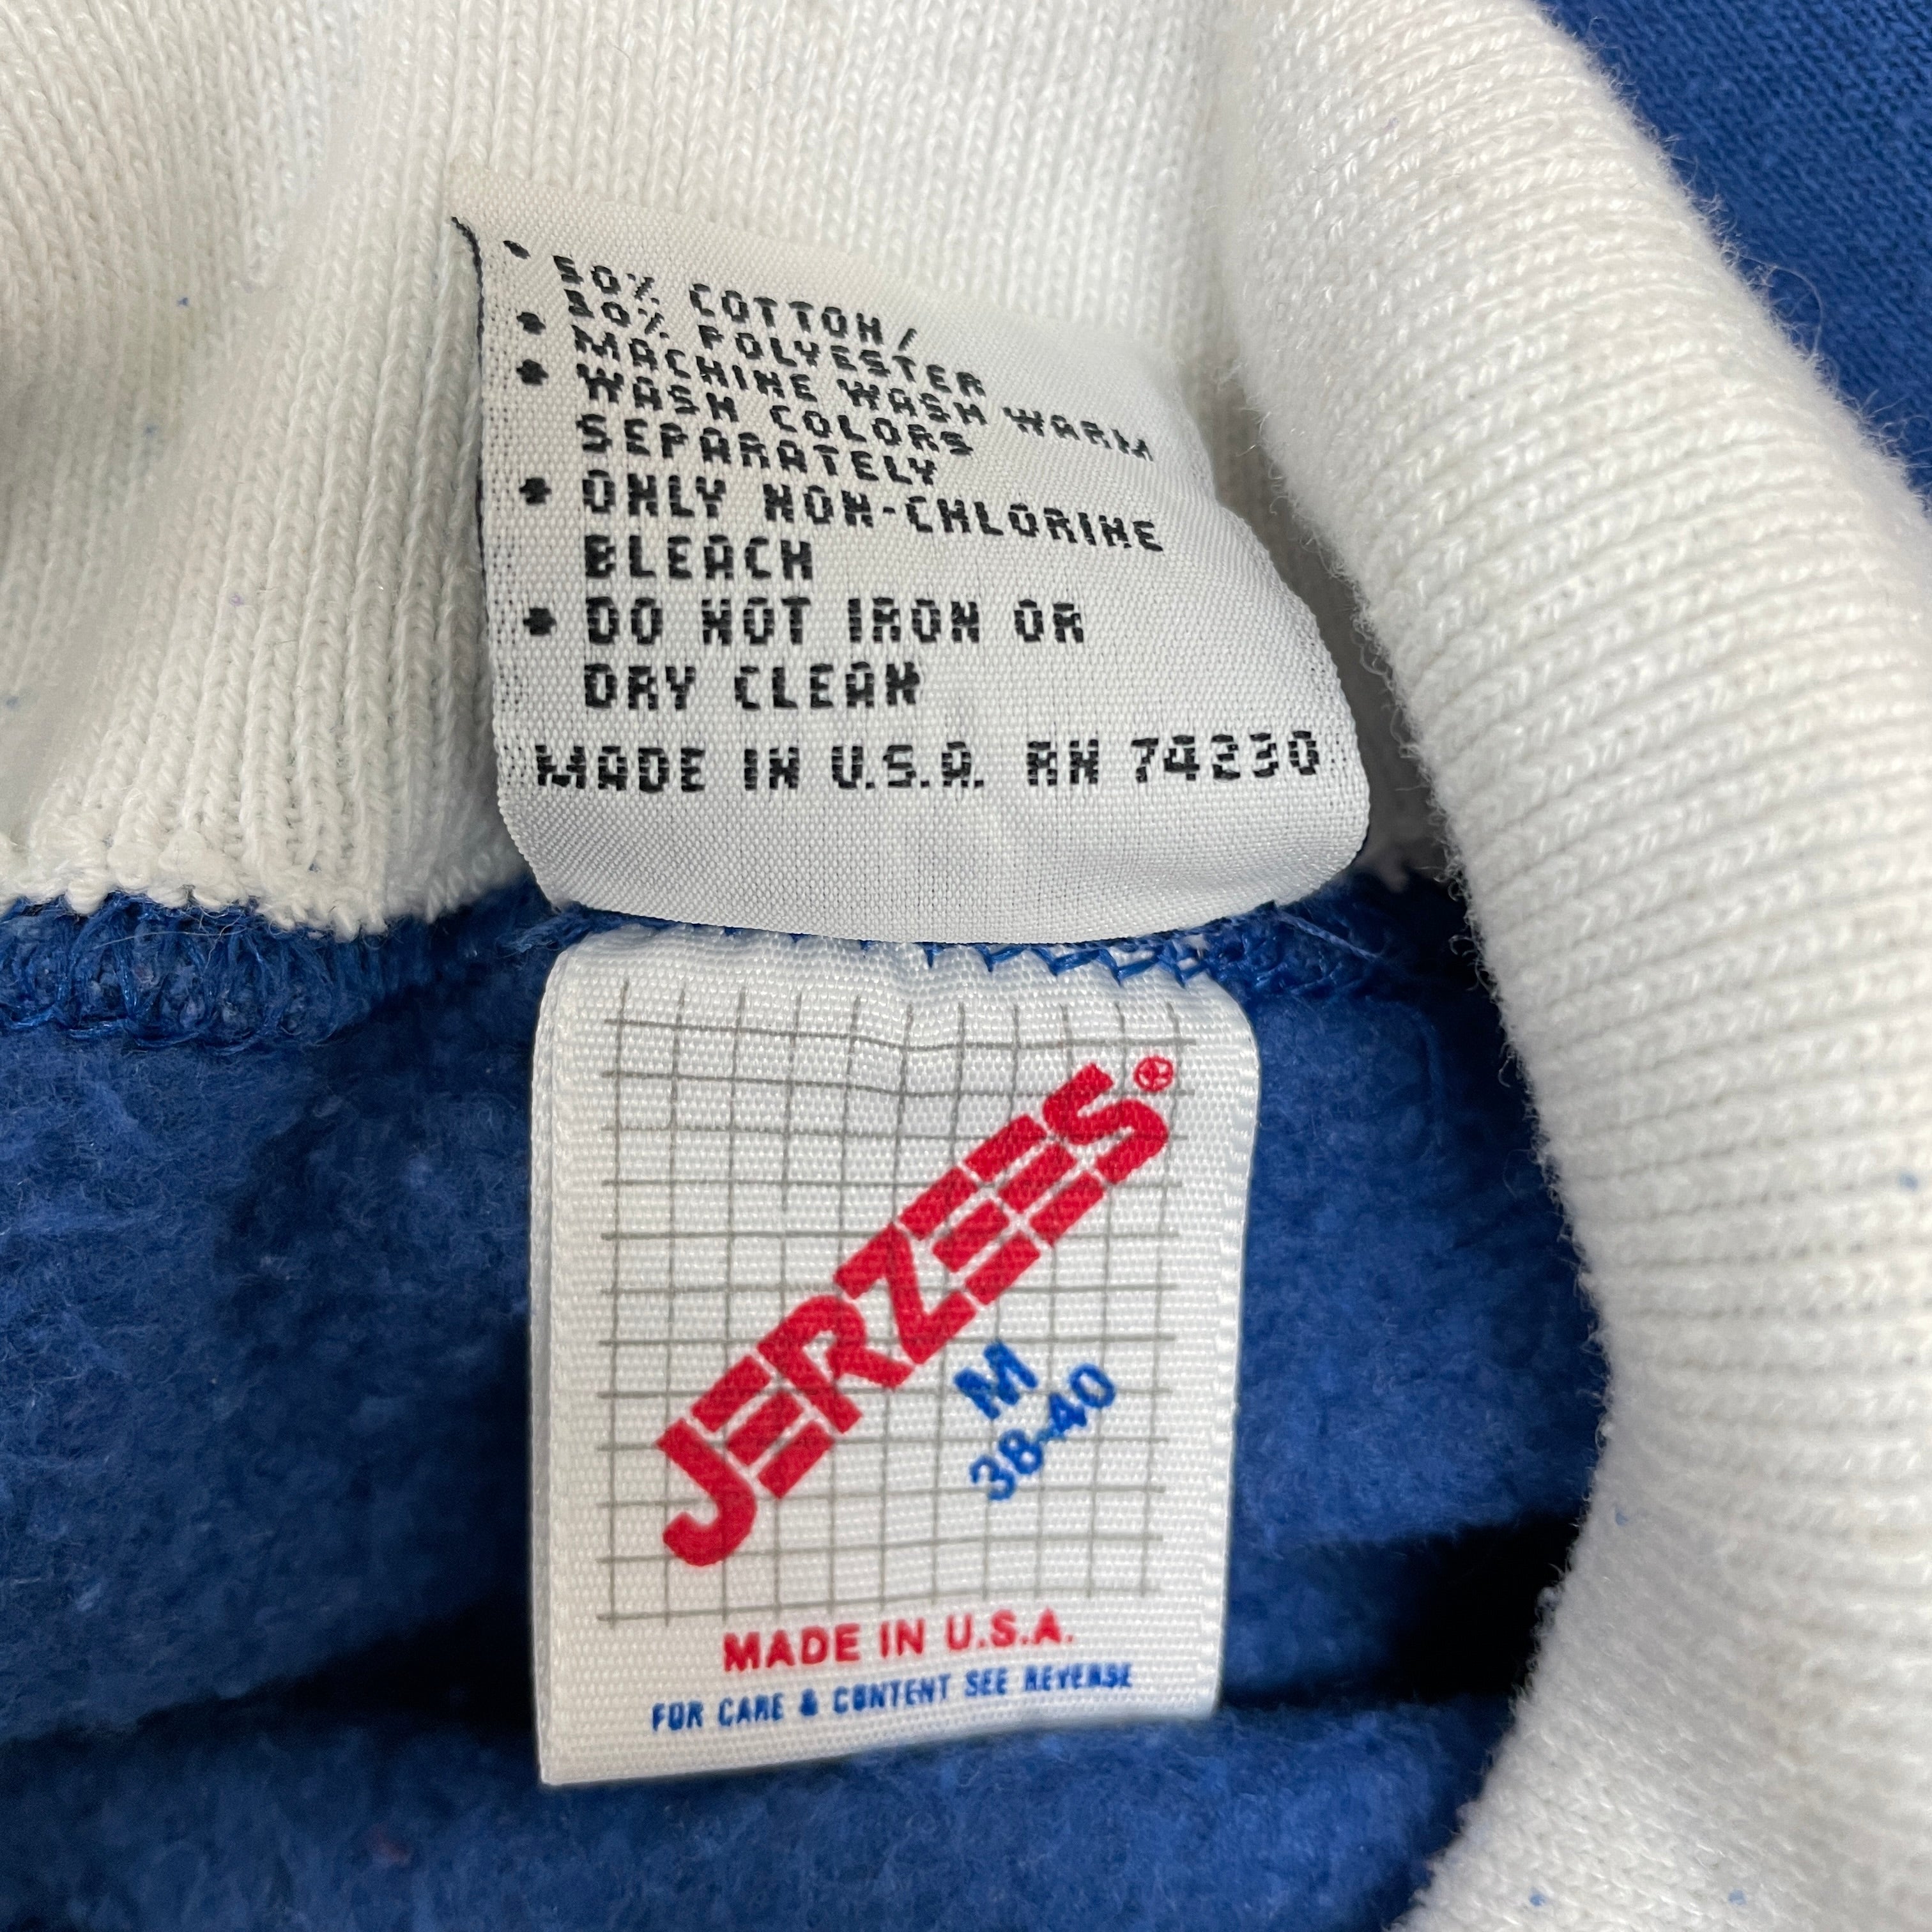 • 50% COTTON/
50% POLYESTER
• MACHINE WASH WARM
• WASH COLORS
SEPARATELY
• ONLY NON-CHLORINE
BLEACH
• DO NOT IRON OR
DRY CLEAN
MADE IN U.S.A. RN 74230
JERZEES®
M
38-40
MADE IN U.S.A.
FOR CARE & CONTENT SEE REVERSE